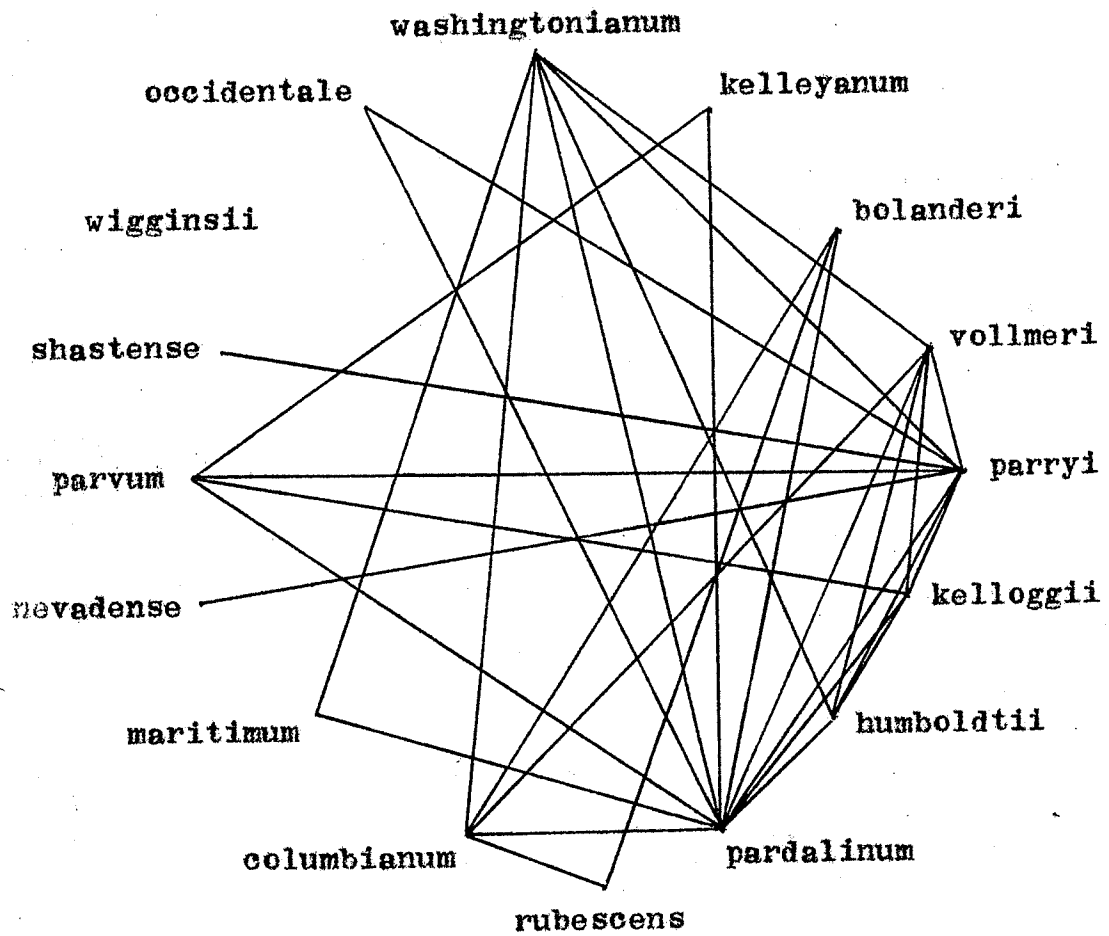 washingtonianum
occidentale
kelleyanum
wigginsii
bolanderi
shastense
vollmeri
parvum
parryi
nevadense
kelloggii
maritimum
humboldtii
columbianum
pardalinum
rubescens